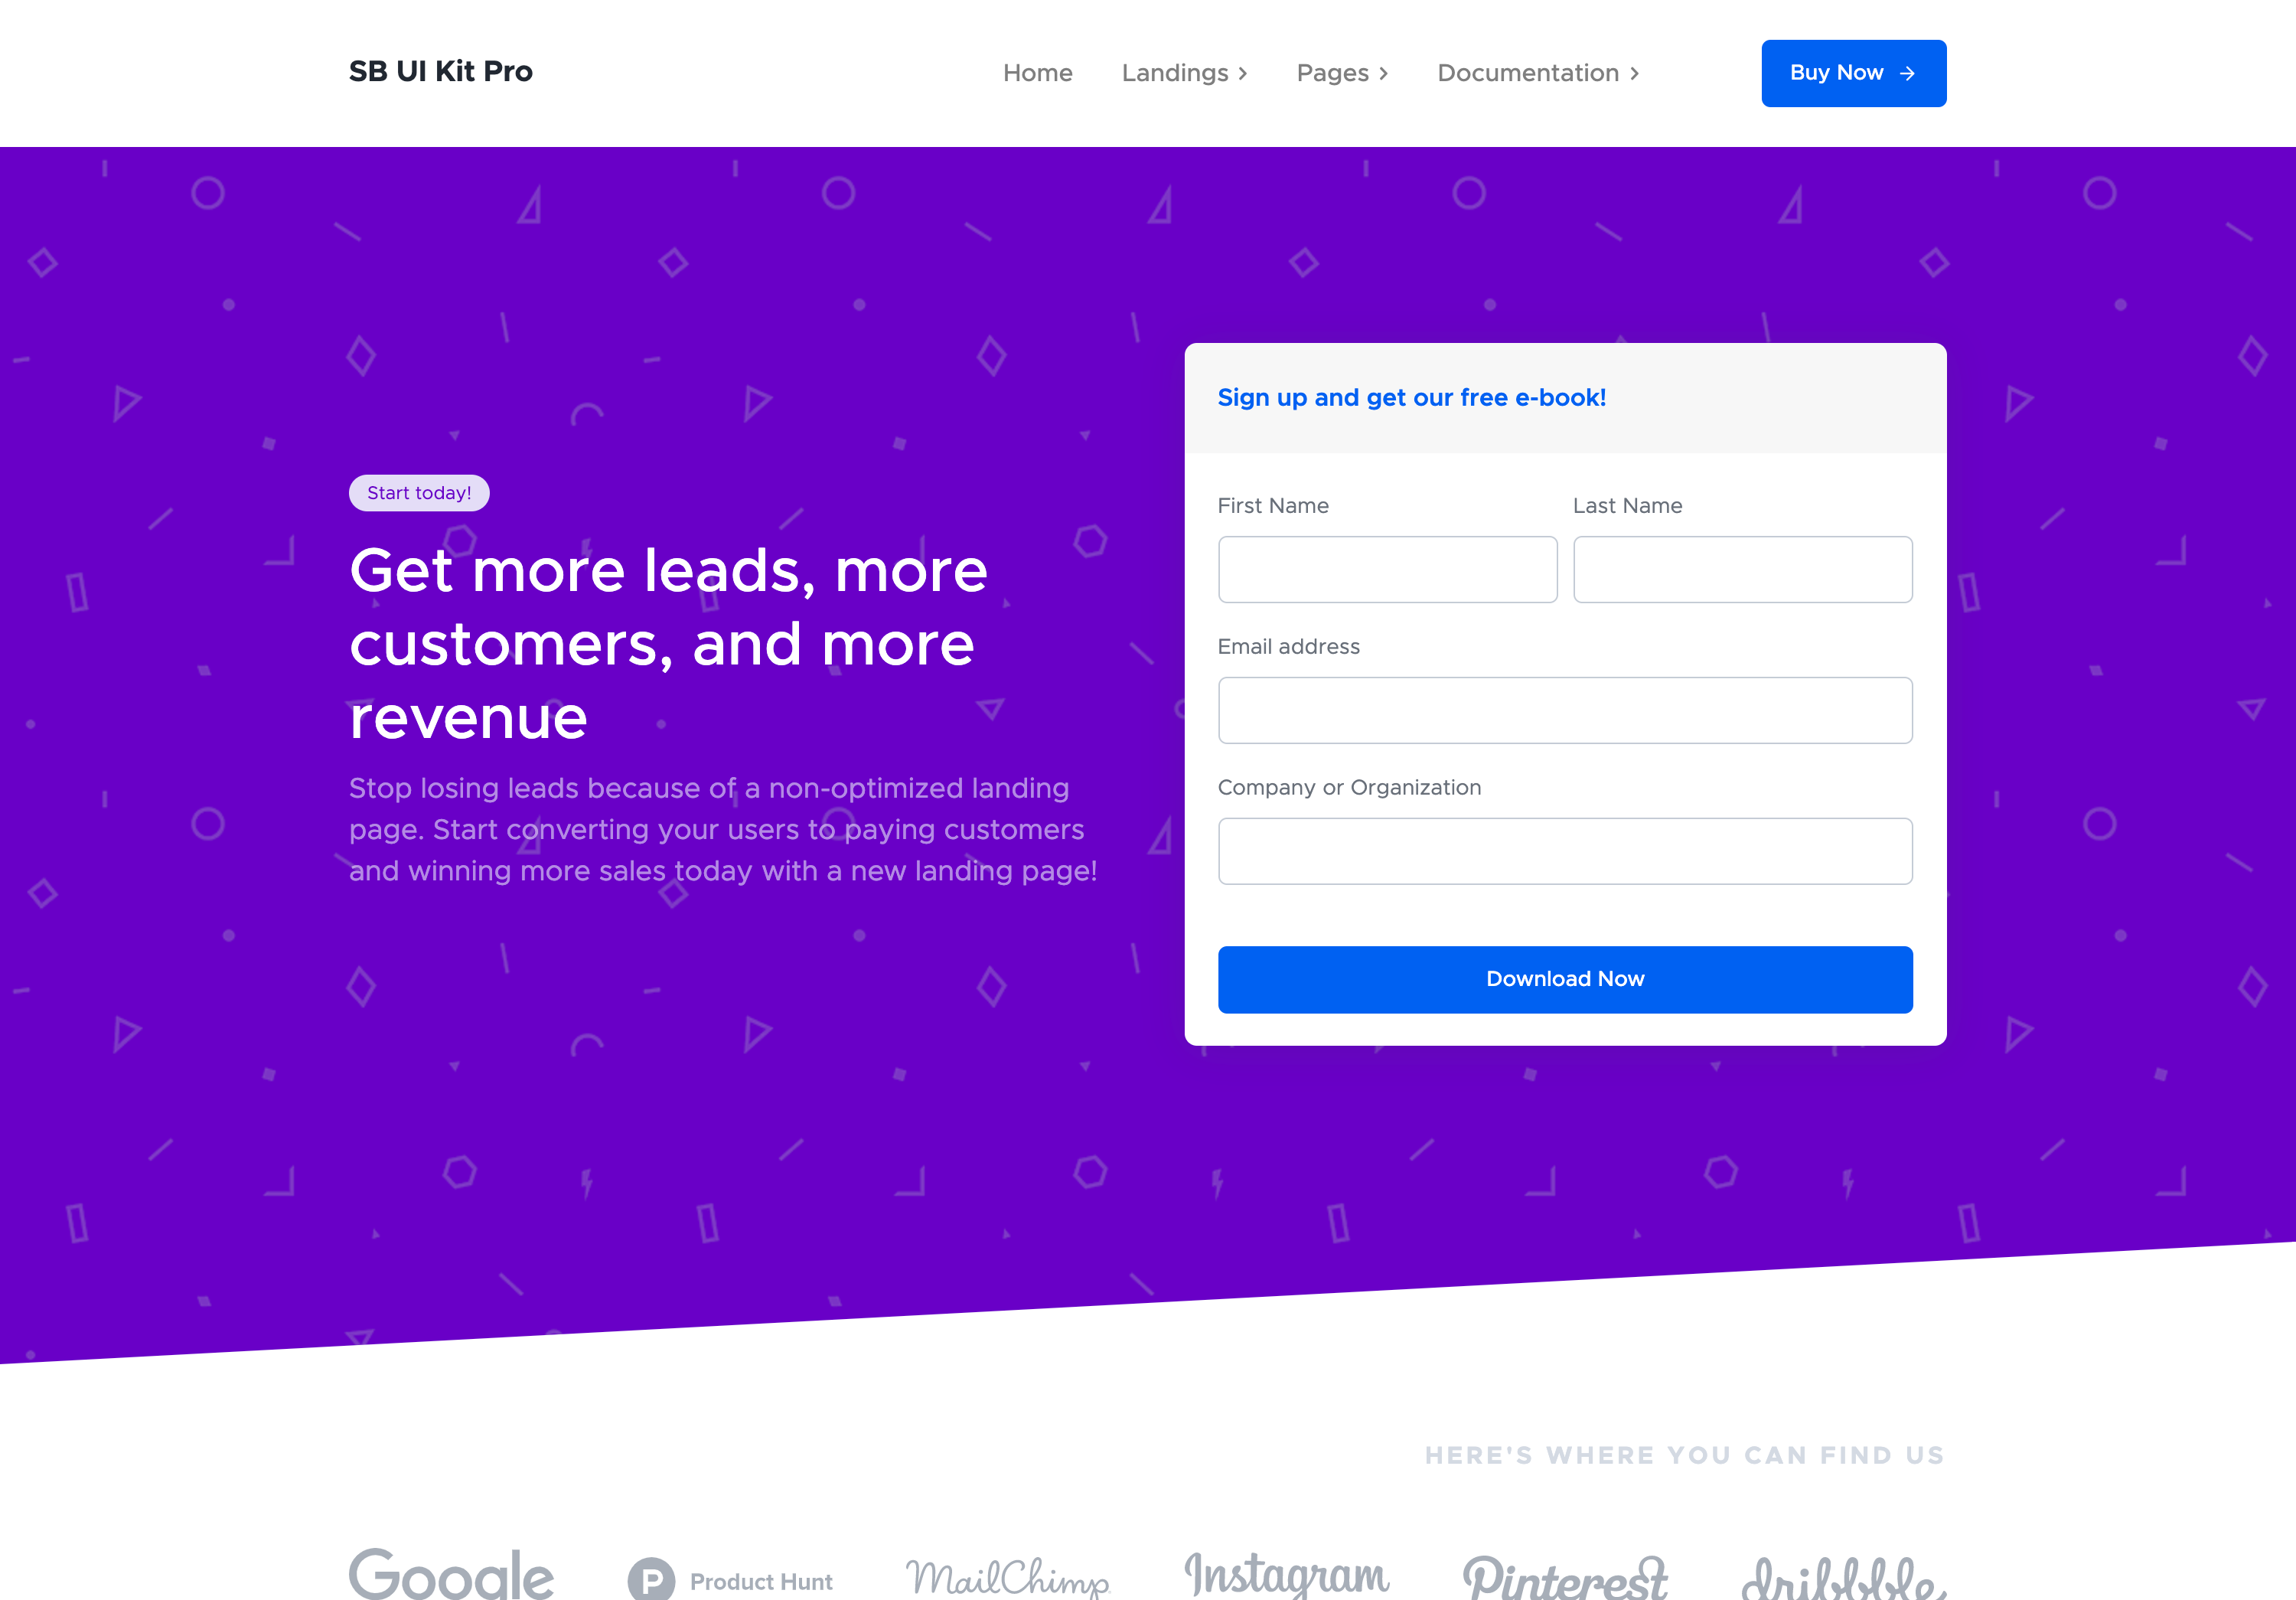 SB UI Kit Pro
Home
Landings
Pages
Documentation
Buy Now
Start today!
Get more leads, more
customers, and more
revenue
Stop losing leads because of a non-optimized landing
page. Start converting your users to paying customers
and winning more sales today with a new landing page!
Sign up and get our free e-book!
First Name
Last Name
Email address
Company or Organization
Download Now
HERE'S WHERE YOU CAN FIND US
Google
Product Hunt
MailChimp
Instagram
Pinterest
dribbble